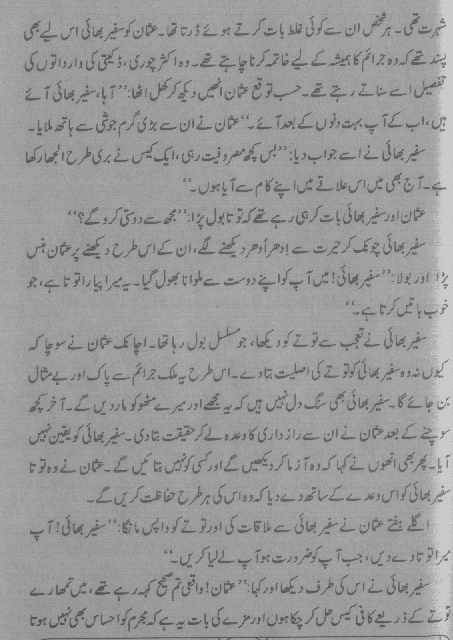 شہرت تھی۔ ہر شخص ان سے کوئی غلط بات کرتے ہوئے ڈرتا تھا۔ عثمان کو سفیر بھائی اس لیے بھی
پسند تھے کہ وہ جرائم کا ہمیشہ کے لیے خاتمہ کرنا چاہتے تھے۔ وہ اکثر چوری، ڈکیتی کی وارداتوں کی
تفصیل اسے سناتے رہتے تھے۔ حسب توقع عثمان انھیں دیکھ کر کھل اٹھا: ’’آہا، سفیر بھائی آئے
ہیں، اب کے آپ بہت دنوں کے بعد آئے۔‘‘ عثمان نے ان سے بڑی گرم جوشی سے ہاتھ ملایا۔
سفیر بھائی نے اسے جواب دیا: ’’بس کچھ مصروفیت رہی، ایک کیس نے بری طرح الجھا رکھا
ہے۔ آج بھی میں اس علاقے میں اپنے کام سے آیا ہوں۔‘‘
عثمان اور سفیر بھائی بات کر ہی رہے تھے کہ توتا بول پڑا: ’’مجھ سے دوستی کرو گے؟‘‘
سفیر بھائی چونک کر حیرت سے اِدھر اُدھر دیکھنے لگے، ان کے اس طرح دیکھنے پر عثمان ہنس
پڑا اور بولا: ’’سفیر بھائی! میں آپ کو اپنے دوست سے ملوانا بھول گیا۔ یہ میرا پیارا توتا ہے، جو
خوب باتیں کرتا ہے۔‘‘
سفیر بھائی نے تعجب سے توتے کو دیکھا، جو مسلسل بول رہا تھا۔ اچانک عثمان نے سوچا کہ
کیوں نہ وہ سفیر بھائی کو توتے کی اصلیت بتا دے۔ اس طرح یہ ملک جرائم سے پاک اور بے مثال
بن جائے گا۔ سفیر بھائی بھی سنگ دل نہیں ہیں کہ یہ مجھے اور میرے مٹھو کو مار دیں گے۔ آخر کچھ
سوچنے کے بعد عثمان نے ان سے راز داری کا وعدہ لے کر حقیقت بتا دی۔ سفیر بھائی کو یقین نہیں
آیا۔ پھر بھی انھوں نے کہا کہ وہ آزما کر دیکھیں گے اور کسی کو نہیں بتائیں گے۔ عثمان نے وہ توتا
سفیر بھائی کو اس وعدے کے ساتھ دے دیا کہ وہ اس کی ہر طرح حفاظت کریں گے۔
اگلے ہفتے عثمان نے سفیر بھائی سے ملاقات کی اور توتے کو واپس مانگا: ’’سفیر بھائی! آپ
میرا توتا دے دیں، جب آپ کو ضرورت ہو آپ لے لیا کریں۔‘‘
سفیر بھائی نے اس کی طرف دیکھا اور کہا: ’’عثمان! واقعی تم صحیح کہہ رہے تھے، میں تمھارے
توتے کے ذریعے کافی کیس حل کر چکا ہوں اور مزے کی بات یہ ہے کہ مجرم کو احساس بھی نہیں ہوتا